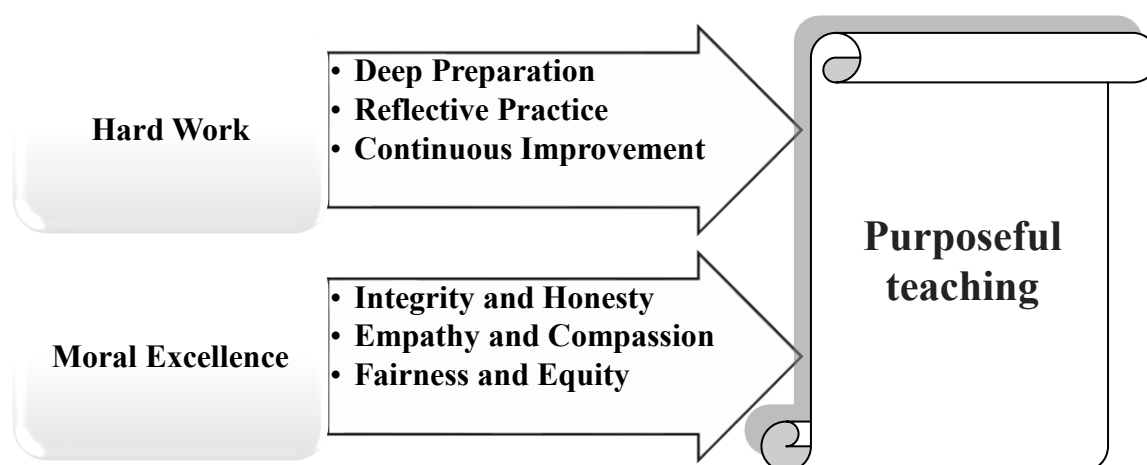 Hard Work
• Deep Preparation
• Reflective Practice
• Continuous Improvement
Moral Excellence
• Integrity and Honesty
• Empathy and Compassion
• Fairness and Equity
Purposeful
teaching